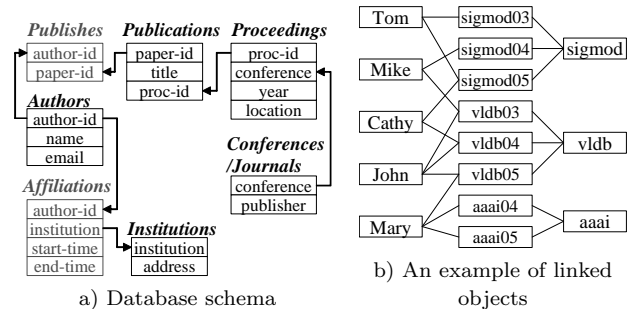 Publishes
author-id
paper-id
Publications
paper-id
title
proc-id
Proceedings
proc-id
conference
year
location
Authors
author-id
name
email
Conferences
/Journals
conference
publisher
Affiliations
author-id
institution
start-time
end-time
Institutions
institution
address
a) Database schema
Tom
Mike
Cathy
John
Mary
sigmod03
sigmod04
sigmod05
vldb03
vldb04
vldb05
aaai04
aaai05
sigmod
vldb
aaai
b) An example of linked
objects